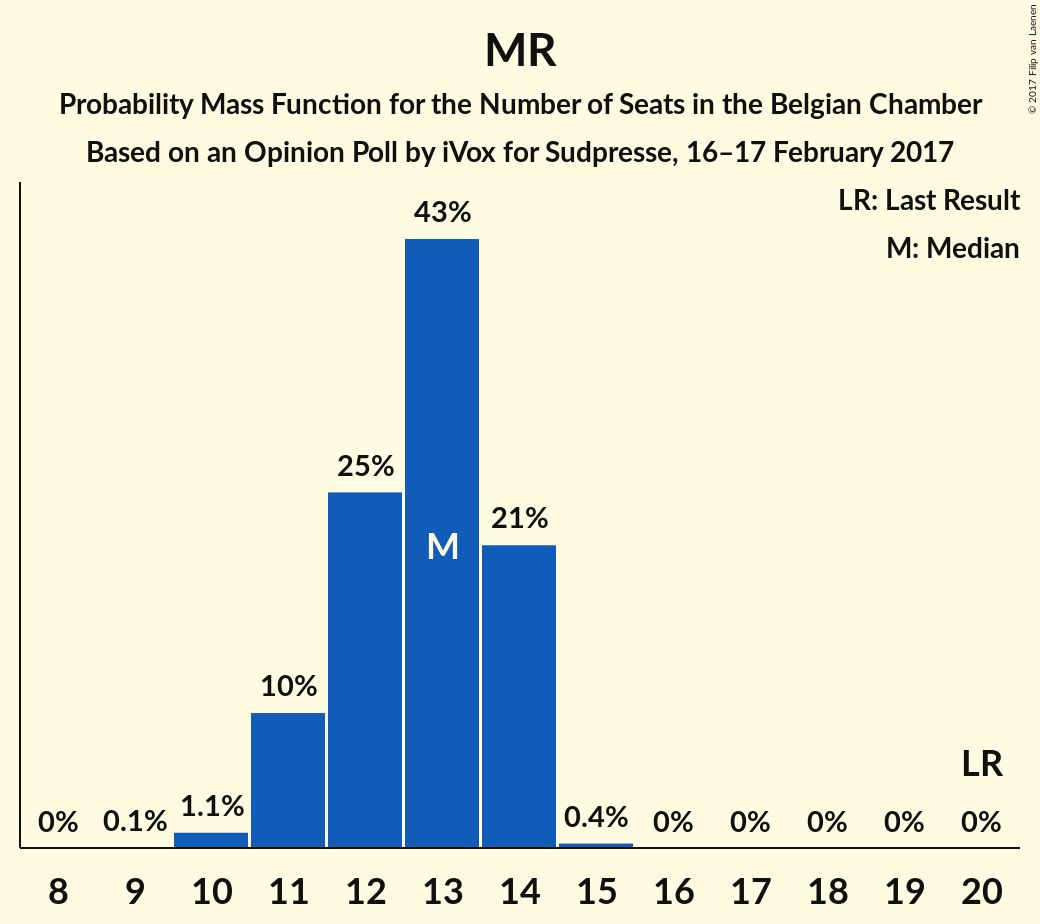 MR
Probability Mass Function for the Number of Seats in the Belgian Chamber
Based on an Opinion Poll by iVox for Sudpresse, 16–17 February 2017
© 2017 Filip van Laenen
LR: Last Result
M: Median
43%
25%
21%
M
10%
LR
0% 0.1% 1.1% 0.4% 0% 0% 0% 0% 0%
8 9 10 11 12 13 14 15 16 17 18 19 20